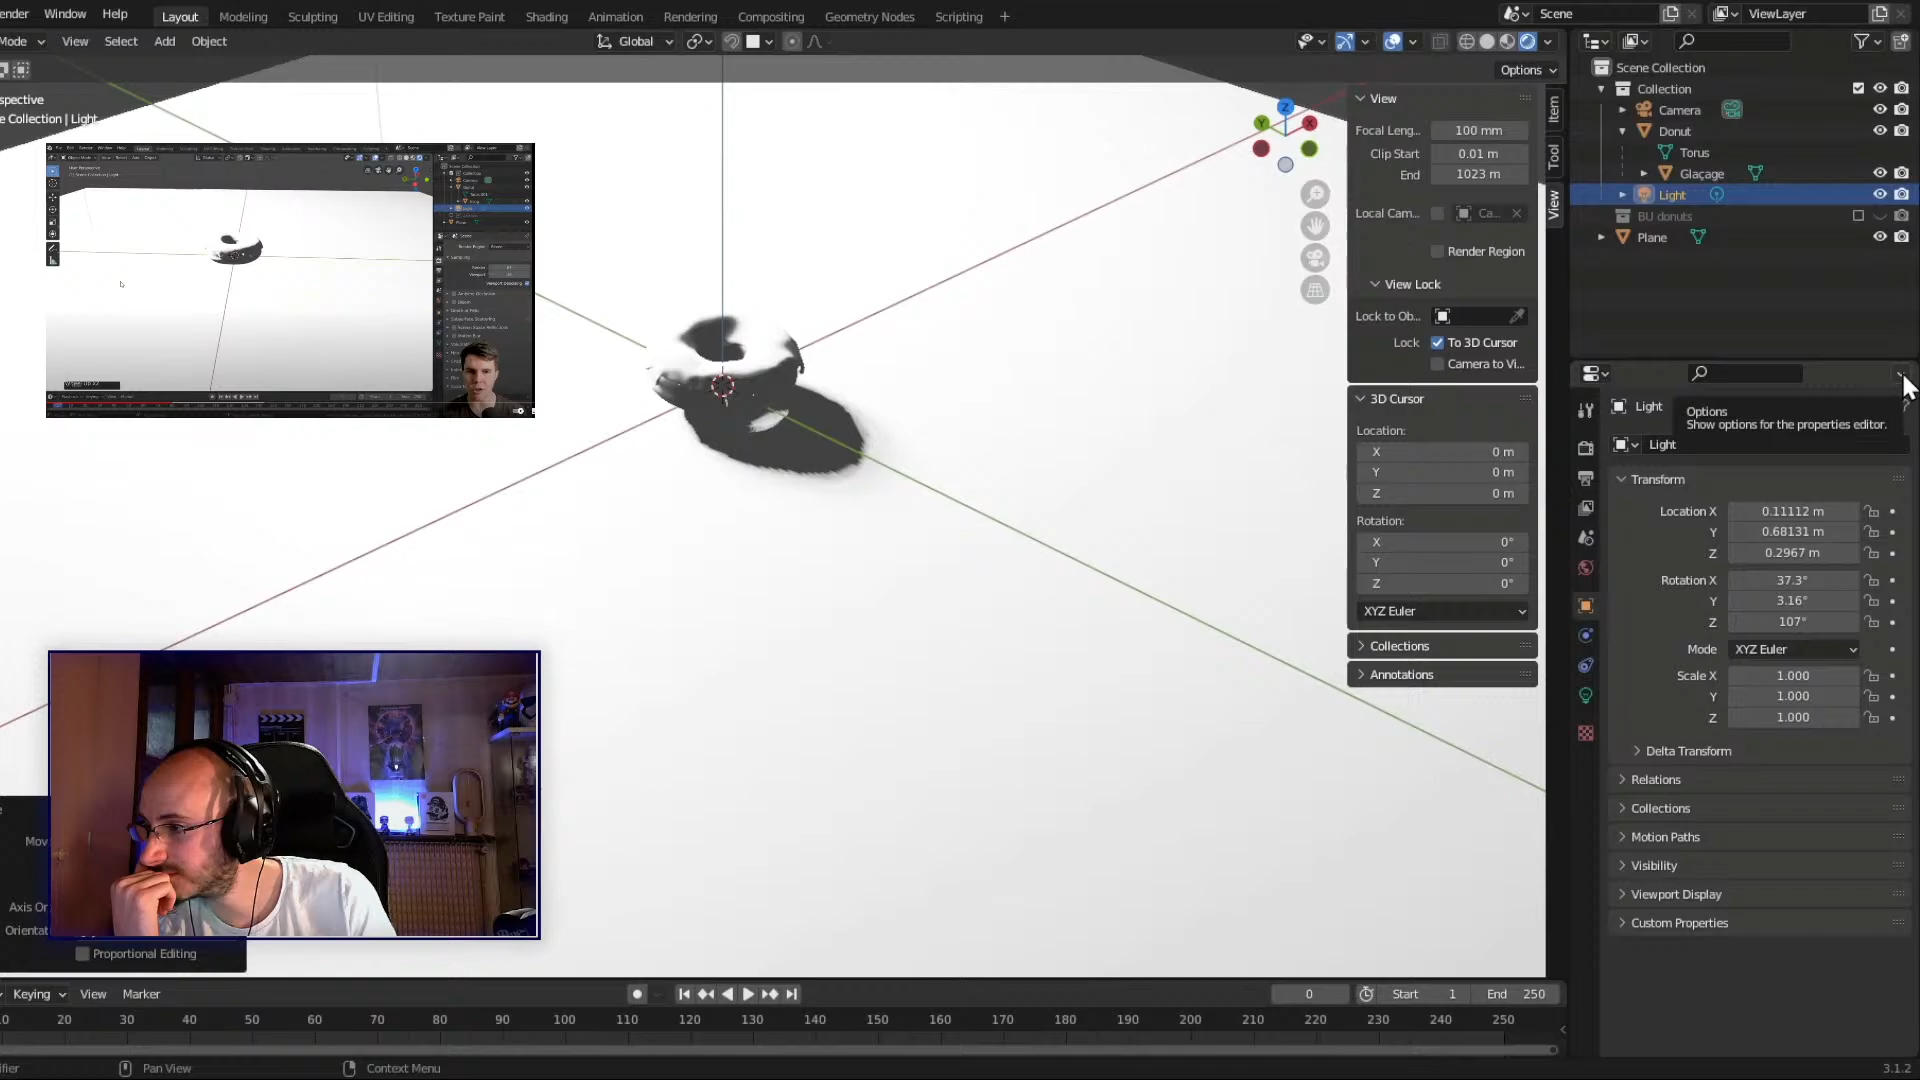 ender Window Help Layout Modeling Sculpting UV Editing Texture Paint Shading Animation Rendering Compositing Geometry Nodes Scripting + Scene ViewLayer
Mode View Select Add Object Global
Options
spective
e Collection | Light
View
Focal Leng... 100 mm
Clip Start 0.01 m
End 1023 m
Local Cam... Ca...
Render Region
View Lock
Lock to Ob...
Lock To 3D Cursor
Camera to Vi...
3D Cursor
Location:
X 0 m
Y 0 m
Z 0 m
Rotation:
X 0°
Y 0°
Z 0°
XYZ Euler
Collections
Annotations
Item
Tool
View
Z
Y
X
Scene Collection
Collection
Camera
Donut
Torus
Glaçage
Light
BU donuts
Plane
Light
Options
Show options for the properties editor.
Light
Transform
Location X 0.11112 m
Y 0.68131 m
Z 0.2967 m
Rotation X 37.3°
Y 3.16°
Z 107°
Mode XYZ Euler
Scale X 1.000
Y 1.000
Z 1.000
Delta Transform
Relations
Collections
Motion Paths
Visibility
Viewport Display
Custom Properties
Mov
Axis Or
Orientat
Proportional Editing
Keying View Marker 0 Start 1 End 250
10 20 30 40 50 60 70 80 90 100 110 120 130 140 150 160 170 180 190 200 210 220 230 240 250
ifier Pan View Context Menu 3.1.2